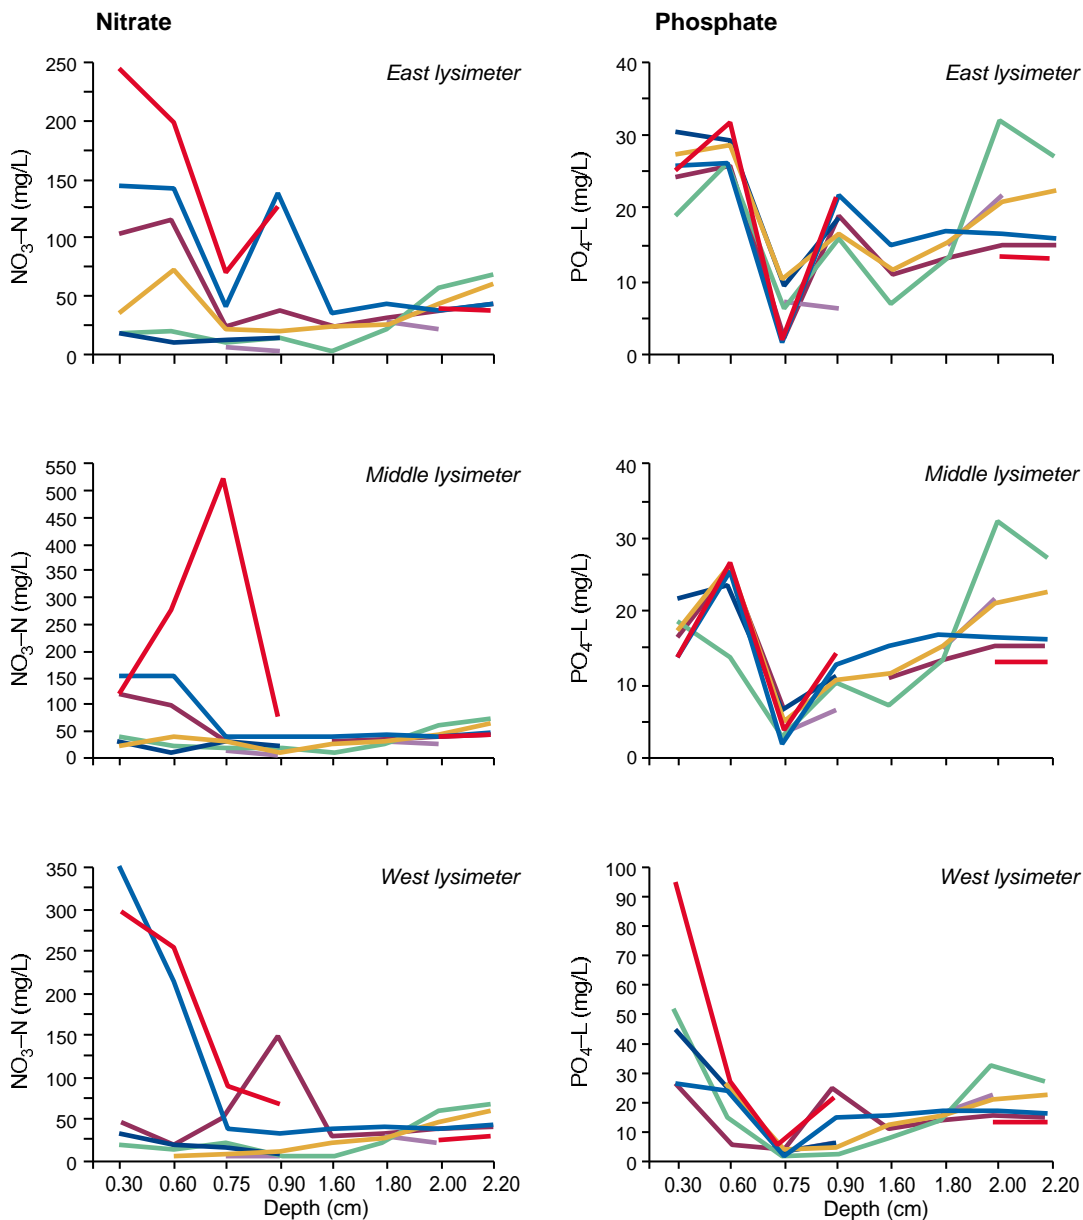 Nitrate
Phosphate
East lysimeter
NO3–N (mg/L)
250
200
150
100
50
0
East lysimeter
PO4–L (mg/L)
40
30
20
10
0
Middle lysimeter
NO3–N (mg/L)
550
500
450
400
350
300
250
200
150
100
50
0
Middle lysimeter
PO4–L (mg/L)
40
30
20
10
0
West lysimeter
NO3–N (mg/L)
350
300
250
200
150
100
50
0
0.30 0.60 0.75 0.90 1.60 1.80 2.00 2.20
Depth (cm)
West lysimeter
PO4–L (mg/L)
100
90
80
70
60
50
40
30
20
10
0
0.30 0.60 0.75 0.90 1.60 1.80 2.00 2.20
Depth (cm)